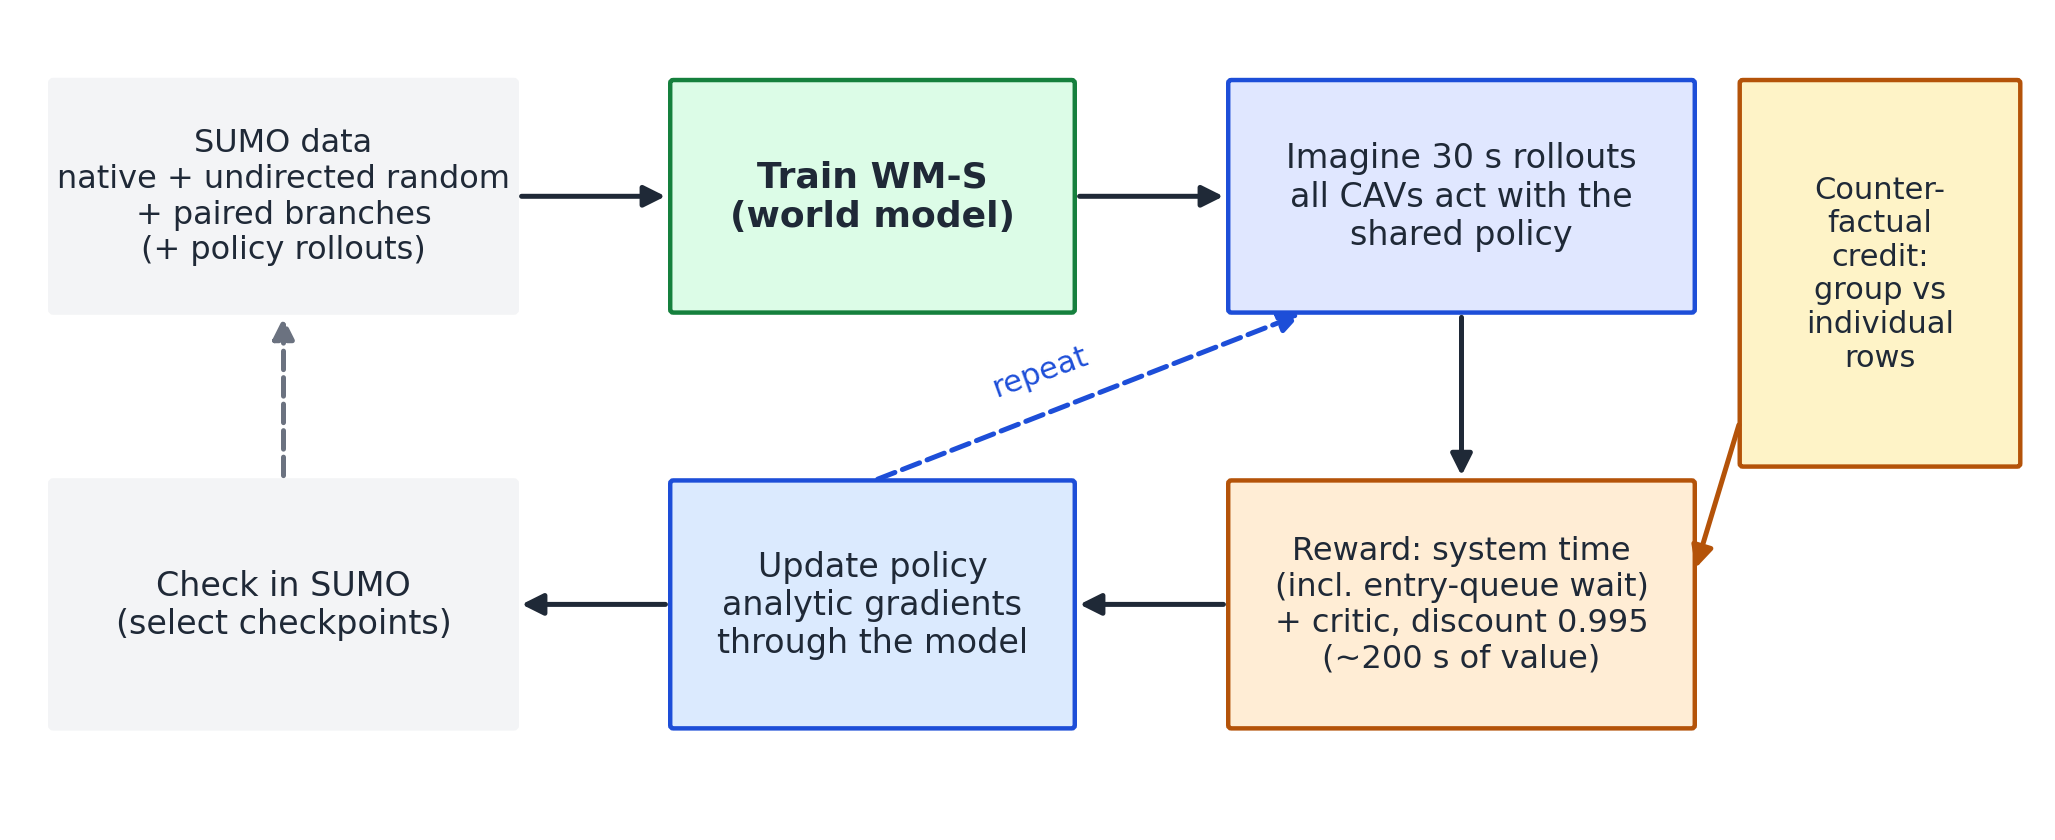 SUMO data
native + undirected random
+ paired branches
(+ policy rollouts)
Train WM-S
(world model)
Imagine 30 s rollouts
all CAVs act with the
shared policy
Counter-
factual
credit:
group vs
individual
rows
repeat
Check in SUMO
(select checkpoints)
Update policy
analytic gradients
through the model
Reward: system time
(incl. entry-queue wait)
+ critic, discount 0.995
(~200 s of value)